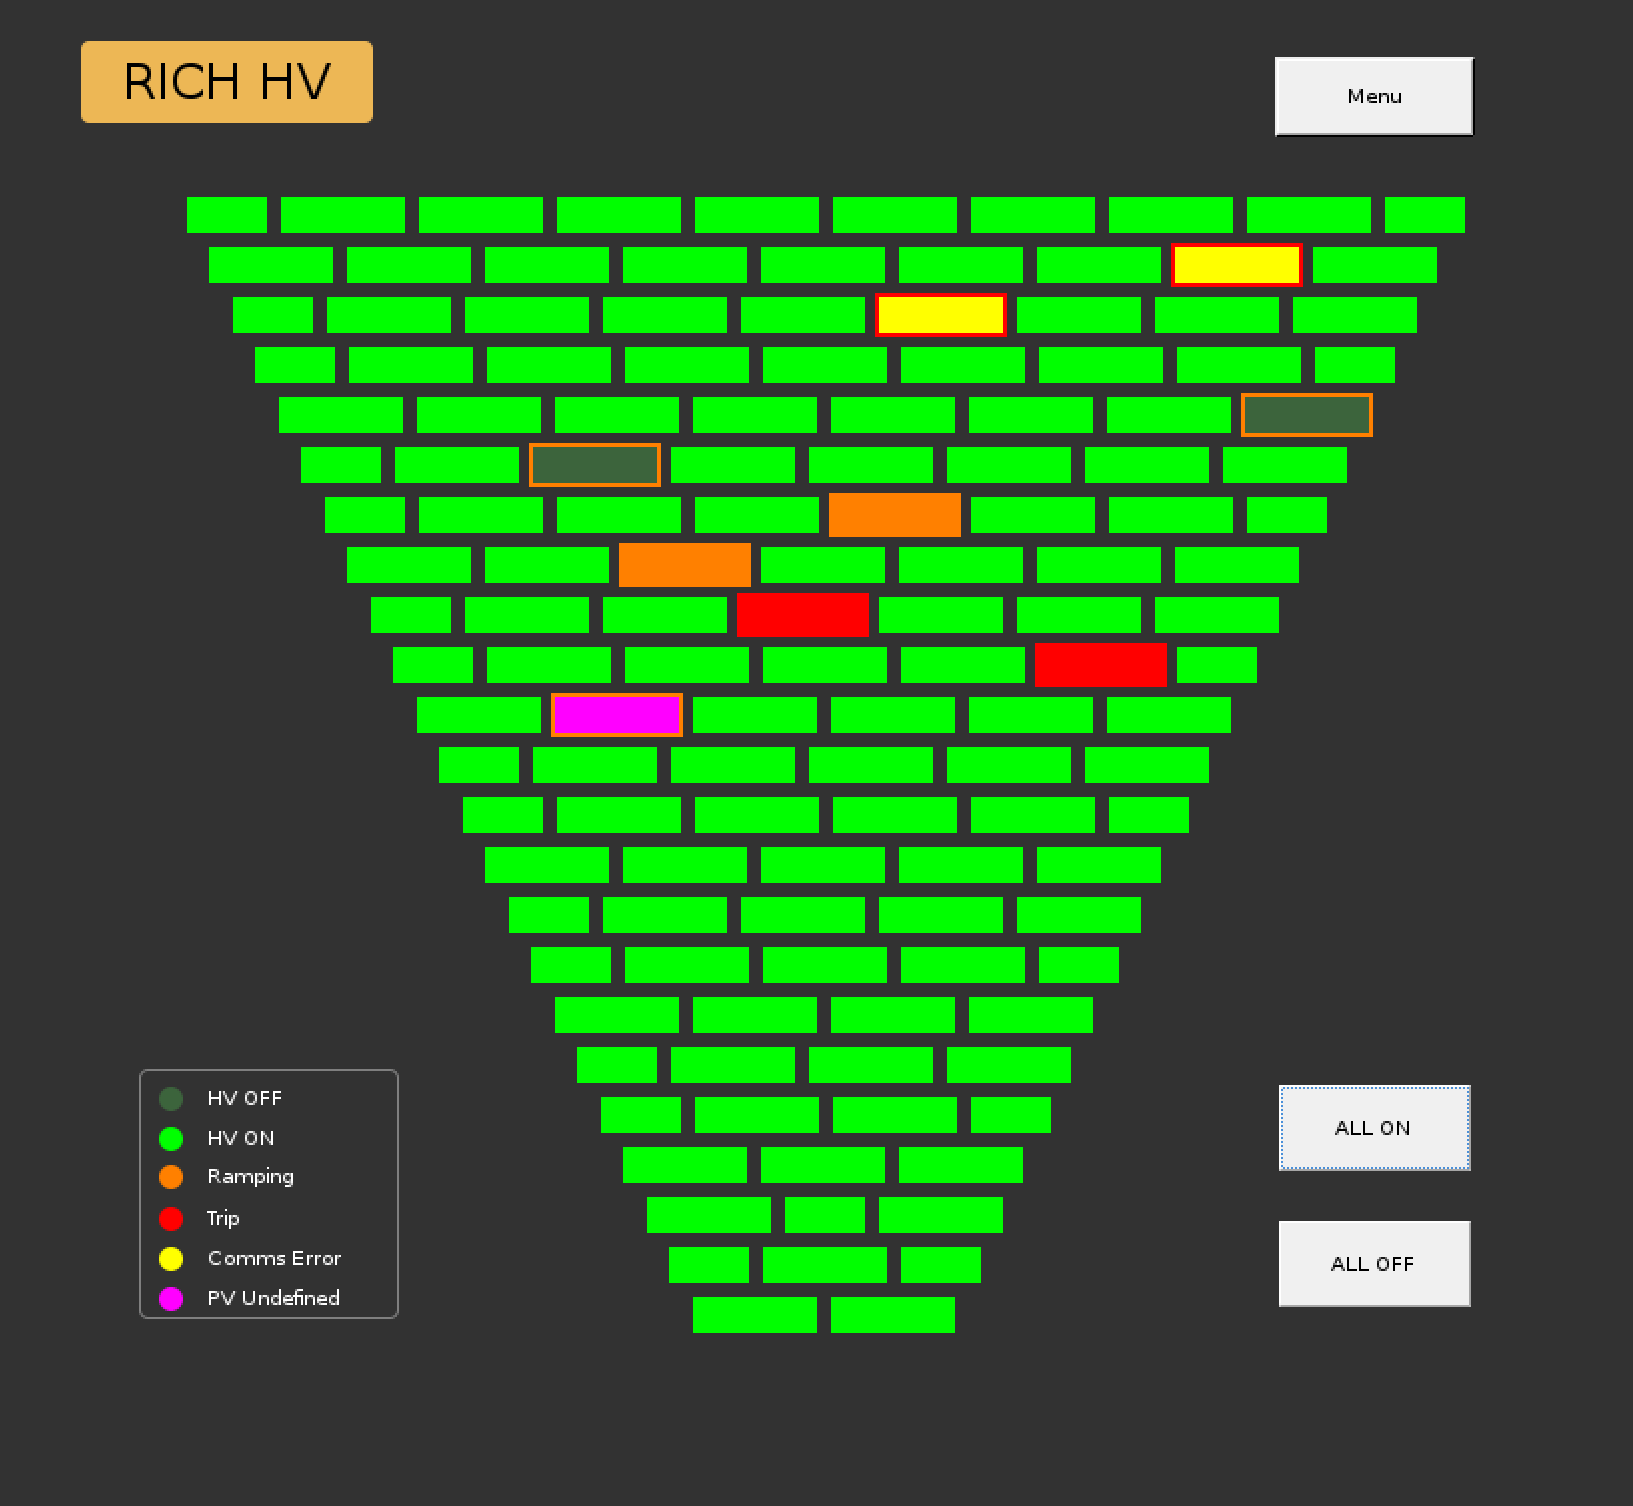 RICH HV
Menu
HV OFF
HV ON
Ramping
Trip
Comms Error
PV Undefined
ALL ON
ALL OFF